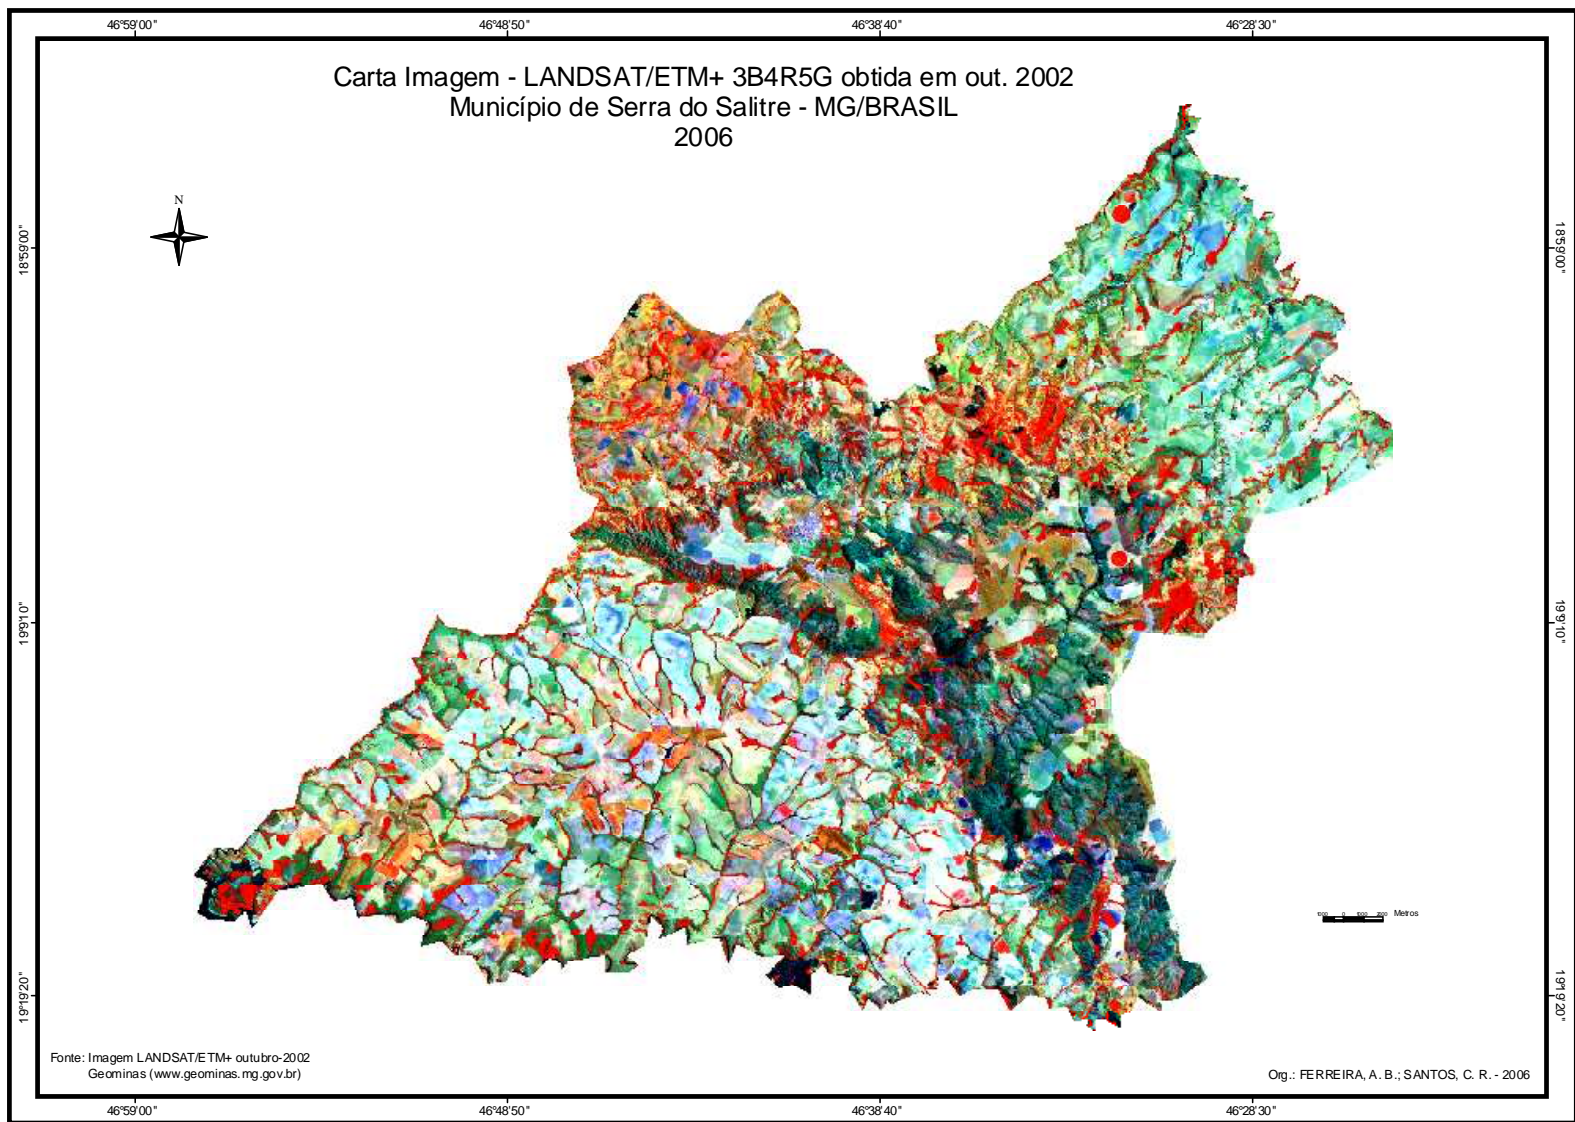 46°59'00"
46°48'50"
46°38'40"
46°28'30"
Carta Imagem - LANDSAT/ETM+ 3B4R5G obtida em out. 2002
Município de Serra do Salitre - MG/BRASIL
2006
N
18°59'00"
18°59'00"
19°9'10"
19°9'10"
1000 0 1000 2000 Metros
19°19'20"
19°19'20"
Fonte: Imagem LANDSAT/ETM+ outubro-2002
Geominas (www.geominas.mg.gov.br)
Org.: FERREIRA, A. B.; SANTOS, C. R. - 2006
46°59'00"
46°48'50"
46°38'40"
46°28'30"